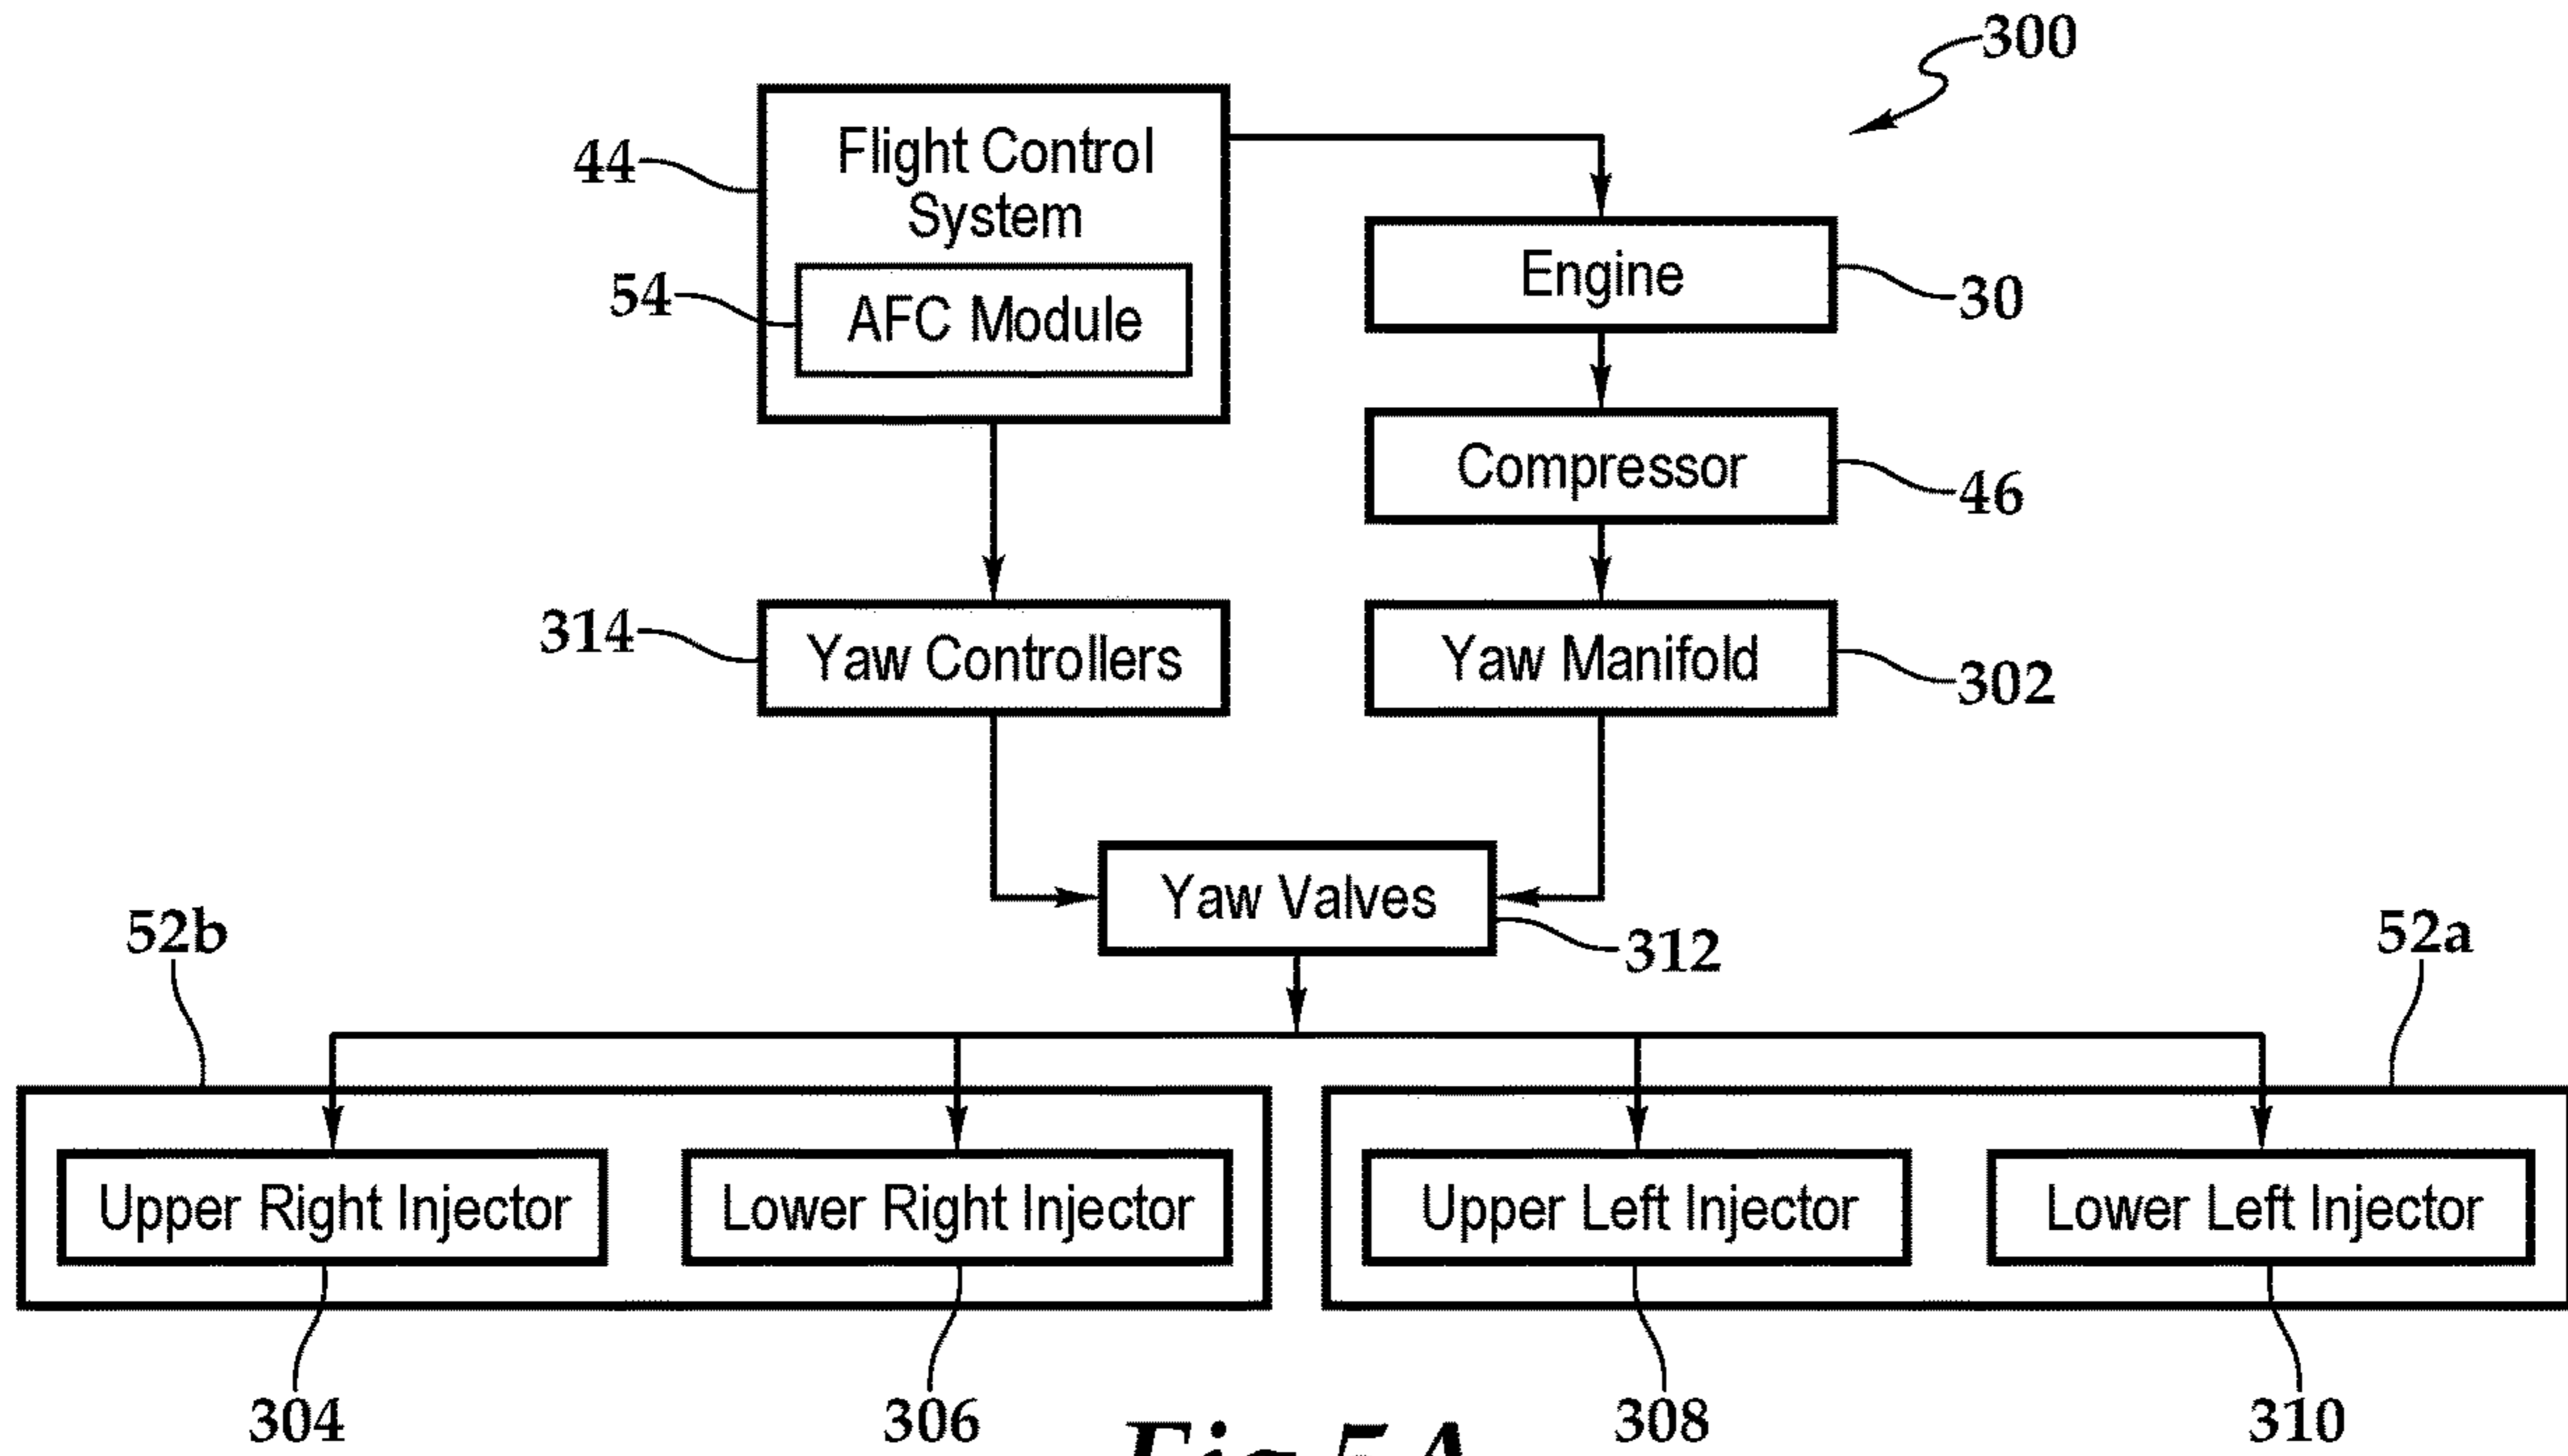 300
Flight Control
System
44
54
AFC Module
Engine
30
Compressor
46
314
Yaw Controllers
Yaw Manifold
302
Yaw Valves
312
52b
52a
Upper Right Injector
Lower Right Injector
Upper Left Injector
Lower Left Injector
304
306
308
310
Fig.5A